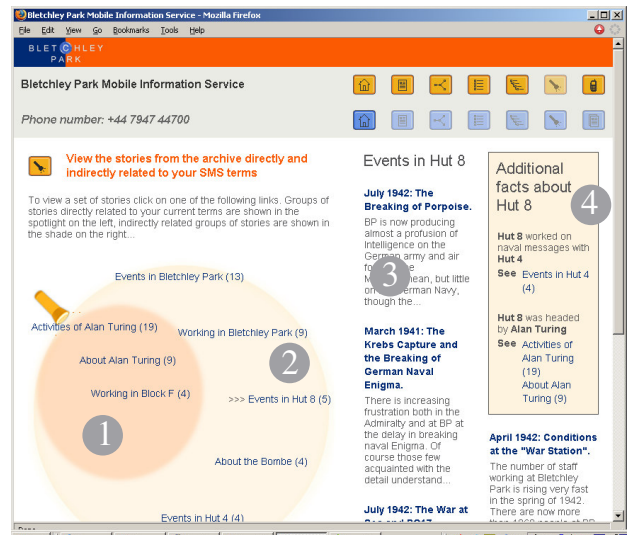 Bletchley Park Mobile Information Service - Mozilla Firefox
File Edit View Go Bookmarks Tools Help
BLETCHLEY
PARK
Bletchley Park Mobile Information Service
Phone number: +44 7947 44700
View the stories from the archive directly and
indirectly related to your SMS terms
To view a set of stories click on one of the following links. Groups of
stories directly related to your current terms are shown in the
spotlight on the left, indirectly related groups of stories are shown in
the shade on the right...
Events in Bletchley Park (13)
Activities of Alan Turing (19)
Working in Bletchley Park (9)
About Alan Turing (9)
2
Working in Block F (4)
>>> Events in Hut 8 (5)
1
About the Bombe (4)
Events in Hut 4 (4)
Events in Hut 8
July 1942: The
Breaking of Porpoise.
BP is now producing
almost a profusion of
Intelligence on the
German army and air
3
but little
German Navy,
though the...
March 1941: The
Krebs Capture and
the Breaking of
German Naval
Enigma.
There is increasing
frustration both in the
Admiralty and at BP at
the delay in breaking
naval Enigma. Of
course those few
acquainted with the
detail understand...
July 1942: The War at
Additional
facts about
Hut 8
4
Hut 8 worked on
naval messages with
Hut 4
See Events in Hut 4
(4)
Hut 8 was headed
by Alan Turing
See Activities of
Alan Turing
(19)
About Alan
Turing (9)
April 1942: Conditions
at the "War Station".
The number of staff
working at Bletchley
Park is rising very fast
in the spring of 1942.
There are now more